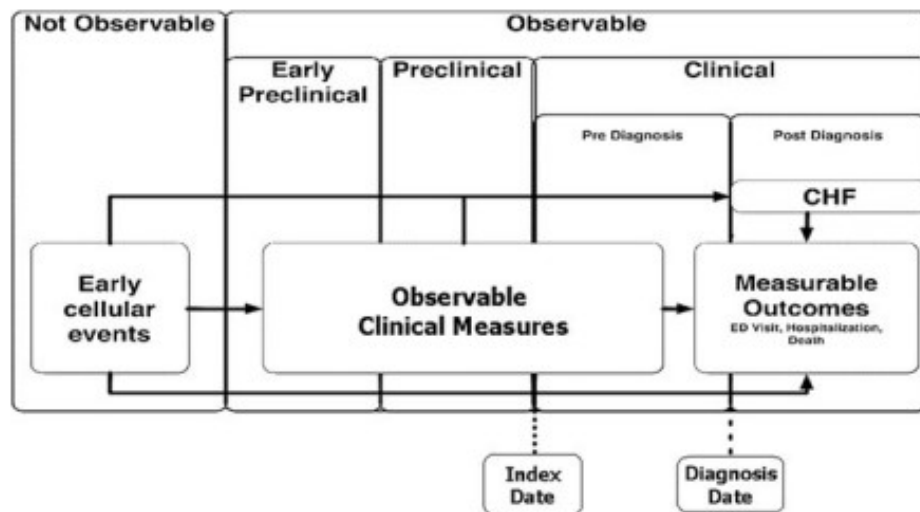 Not Observable
Observable
Early
Preclinical
Preclinical
Clinical
Pre Diagnosis
Post Diagnosis
CHF
Early
cellular
events
Observable
Clinical Measures
Measurable
Outcomes
ED Visit, Hospitalization,
Death
Index
Date
Diagnosis
Date